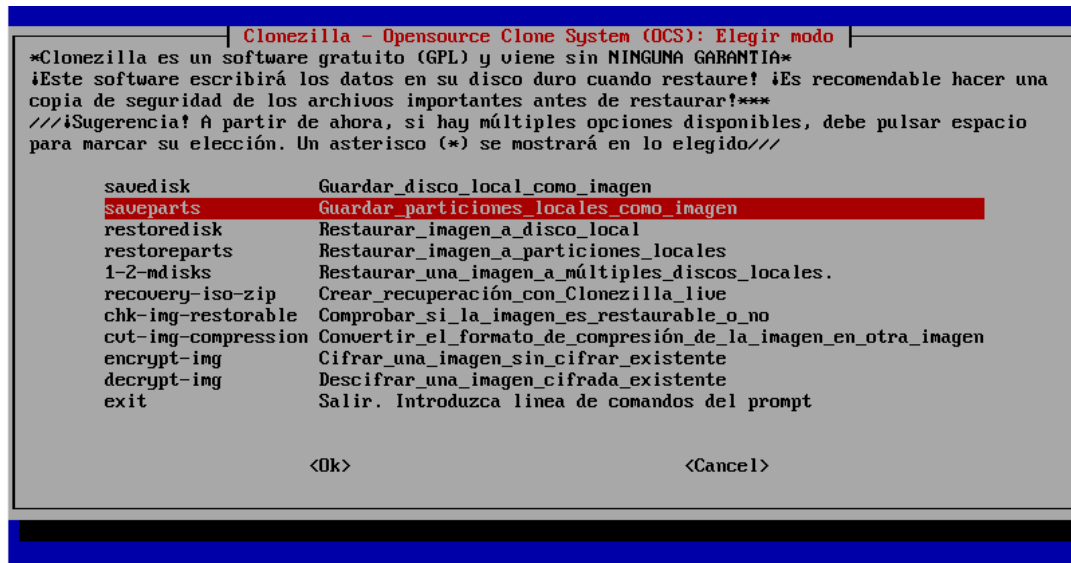 Clonezilla - Opensource Clone System (OCS): Elegir modo
*Clonezilla es un software gratuito (GPL) y viene sin NINGUNA GARANTIA*
¡Este software escribirá los datos en su disco duro cuando restaure! ¡Es recomendable hacer una
copia de seguridad de los archivos importantes antes de restaurar!***
///¡Sugerencia! A partir de ahora, si hay múltiples opciones disponibles, debe pulsar espacio
para marcar su elección. Un asterisco (*) se mostrará en lo elegido///
savedisk Guardar_disco_local_como_imagen
saveparts Guardar_particiones_locales_como_imagen
restoredisk Restaurar_imagen_a_disco_local
restoreparts Restaurar_imagen_a_particiones_locales
1-2-mdisks Restaurar_una_imagen_a_múltiples_discos_locales.
recovery-iso-zip Crear_recuperación_con_Clonezilla_live
chk-img-restorable Comprobar_si_la_imagen_es_restaurable_o_no
cvt-img-compression Convertir_el_formato_de_compresión_de_la_imagen_en_otra_imagen
encrypt-img Cifrar_una_imagen_sin_cifrar_existente
decrypt-img Descifrar_una_imagen_cifrada_existente
exit Salir. Introduzca linea de comandos del prompt
<Ok> <Cancel>